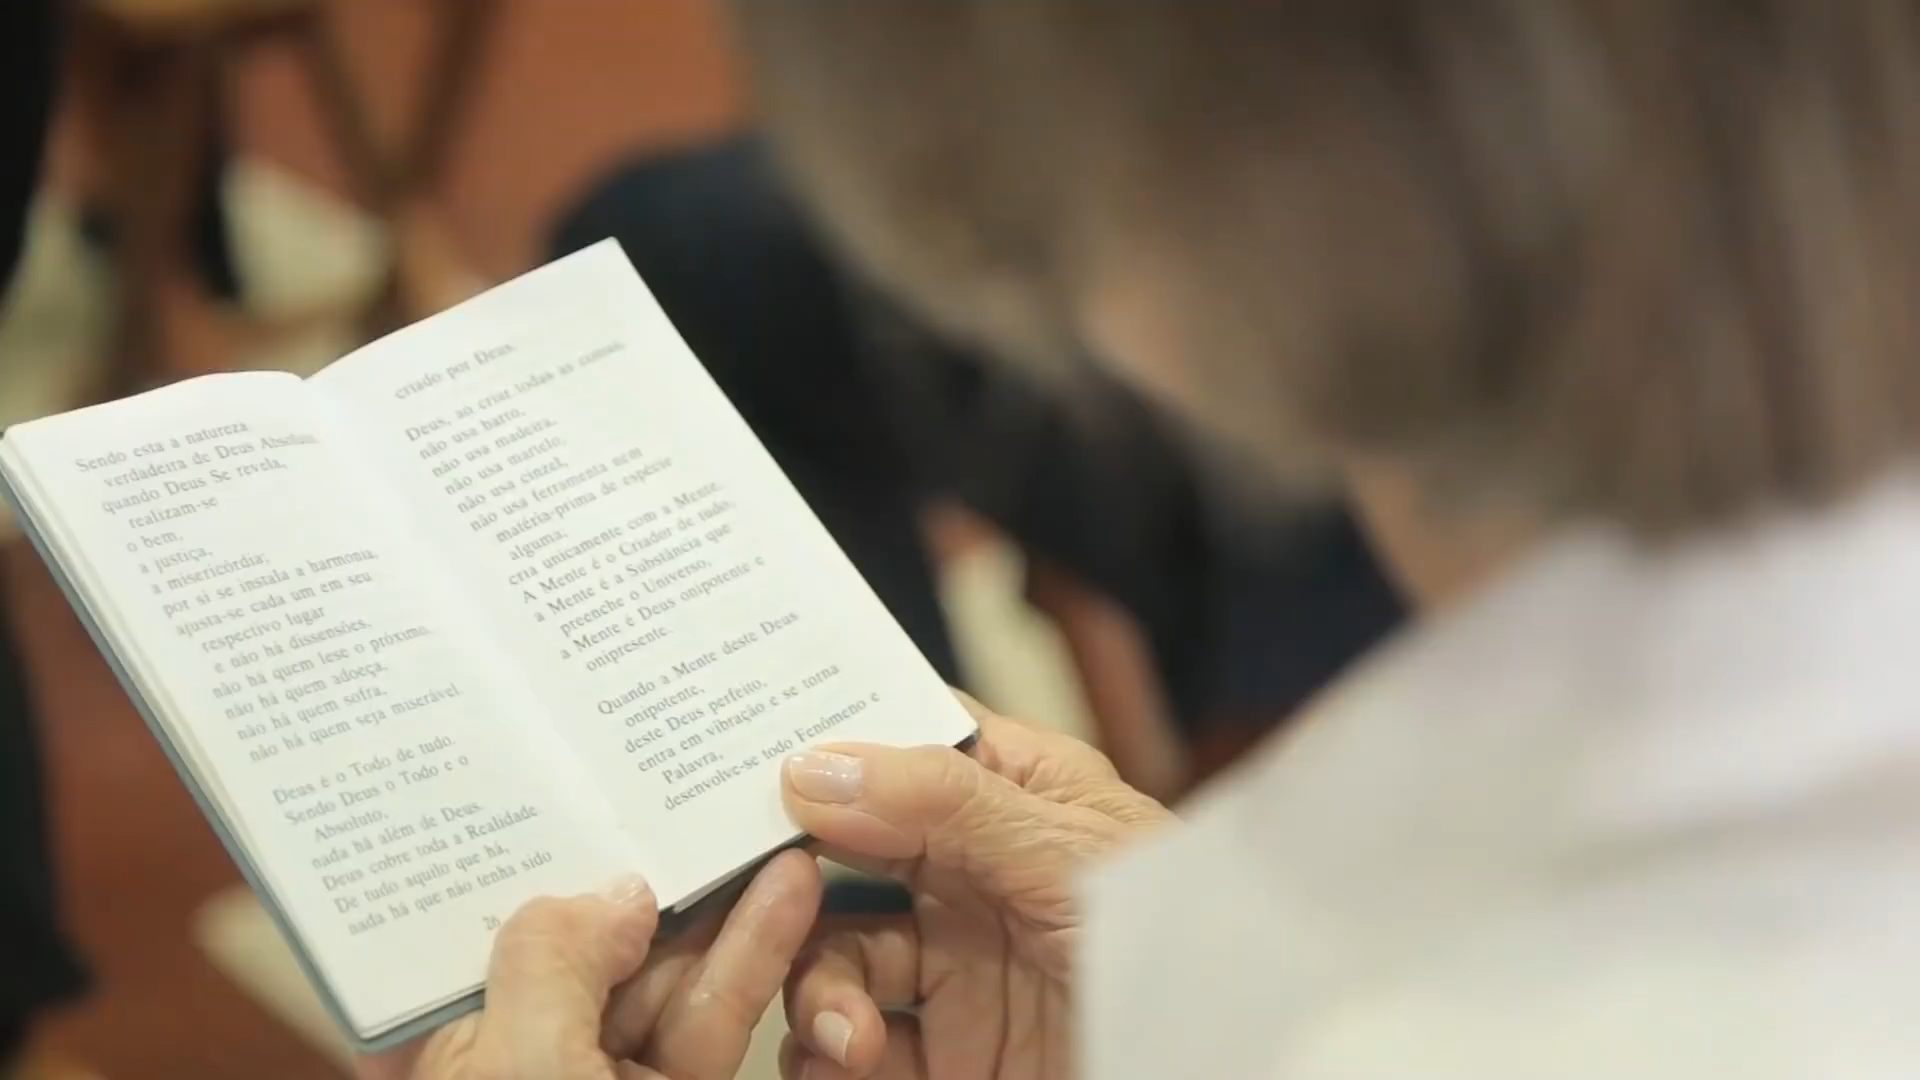 Sendo esta a natureza
verdadeira de Deus Absoluto,
quando Deus Se revela,
realizam-se
o bem,
a justiça,
a misericórdia;
por si se instala a harmonia,
ajusta-se cada um em seu
respectivo lugar
e não há dissensões,
não há quem lese o próximo,
não há quem adoeça,
não há quem sofra,
não há quem seja miserável.
Deus é o Todo de tudo.
Sendo Deus o Todo e o
Absoluto,
nada há além de Deus.
Deus cobre toda a Realidade
De tudo aquilo que há,
nada há que não tenha sido
26
criado por Deus.
Deus, ao criar todas as coisas,
não usa barro,
não usa madeira,
não usa martelo,
não usa cinzel,
não usa ferramenta nem
matéria-prima de espécie
alguma;
cria unicamente com a Mente.
A Mente é o Criador de tudo,
a Mente é a Substância que
preenche o Universo,
a Mente é Deus onipotente e
onipresente.
Quando a Mente deste Deus
onipotente,
deste Deus perfeito,
entra em vibração e se torna
Palavra,
desenvolve-se todo Fenômeno e